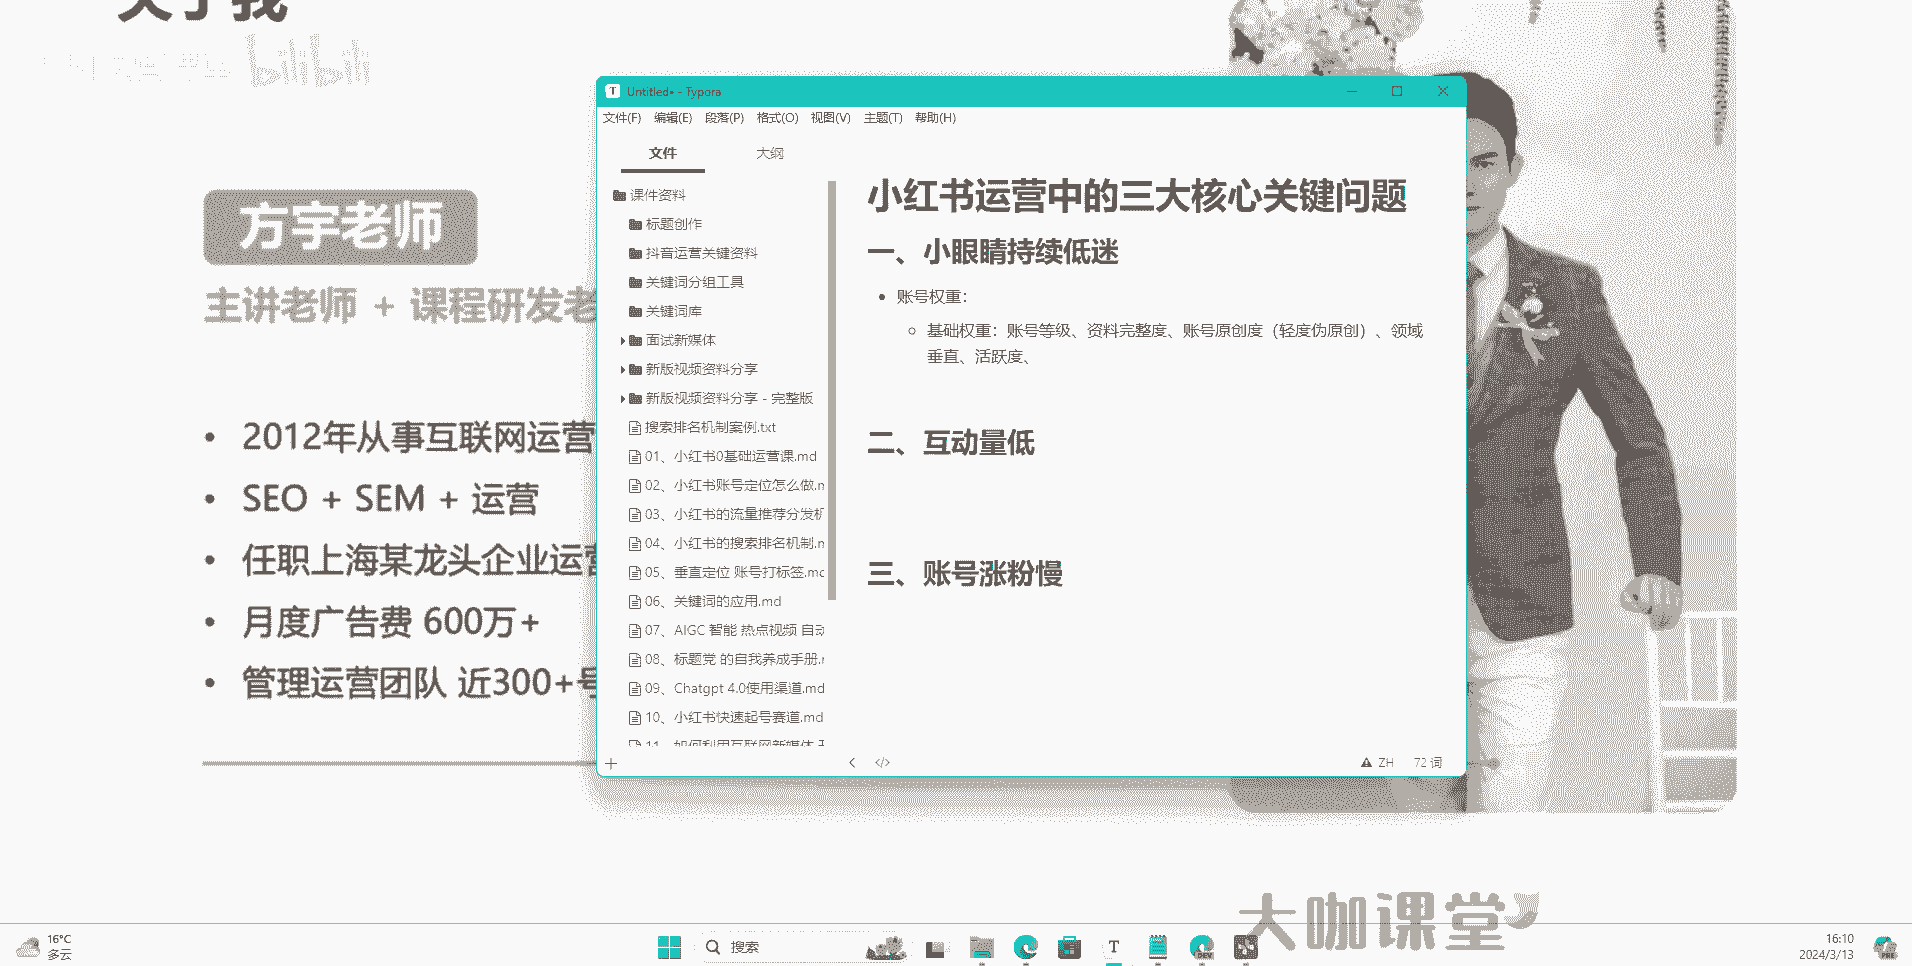 关于我
bilibili
方宇老师
主讲老师 + 课程研发老
• 2012年从事互联网运营
• SEO + SEM + 运营
• 任职上海某龙头企业运营
• 月度广告费 600万+
• 管理运营团队 近300+号
Untitled• - Typora
文件(F) 编辑(E) 段落(P) 格式(O) 视图(V) 主题(T) 帮助(H)
文件 大纲
课件资料
标题创作
抖音运营关键资料
关键词分组工具
关键词库
面试新媒体
新版视频资料分享
新版视频资料分享 - 完整版
搜索排名机制案例.txt
01、小红书0基础运营课.md
02、小红书账号定位怎么做.m
03、小红书的流量推荐分发机
04、小红书的搜索排名机制.m
05、垂直定位 账号打标签.mc
06、关键词的应用.md
07、AIGC 智能 热点视频 自动
08、标题党 的自我养成手册.r
09、Chatgpt 4.0使用渠道.md
10、小红书快速起号赛道.md
11、如何利用互联网新媒体
小红书运营中的三大核心关键问题
一、小眼睛持续低迷
• 账号权重：
○ 基础权重：账号等级、资料完整度、账号原创度（轻度伪原创）、领域
垂直、活跃度、
二、互动量低
三、账号涨粉慢
ZH 72 词
大咖课堂
16°C
多云
搜索
DEV
16:10
2024/3/13
PRE